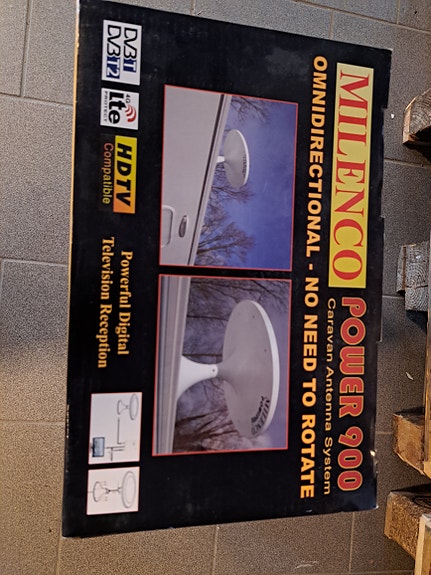 MILENCO POWER 900
Caravan Antenna System
OMNIDIRECTIONAL - NO NEED TO ROTATE
DVB T
DVB T2
4G
Lte
PROTECT
HDTV
Compatible
Powerful Digital
Television Reception